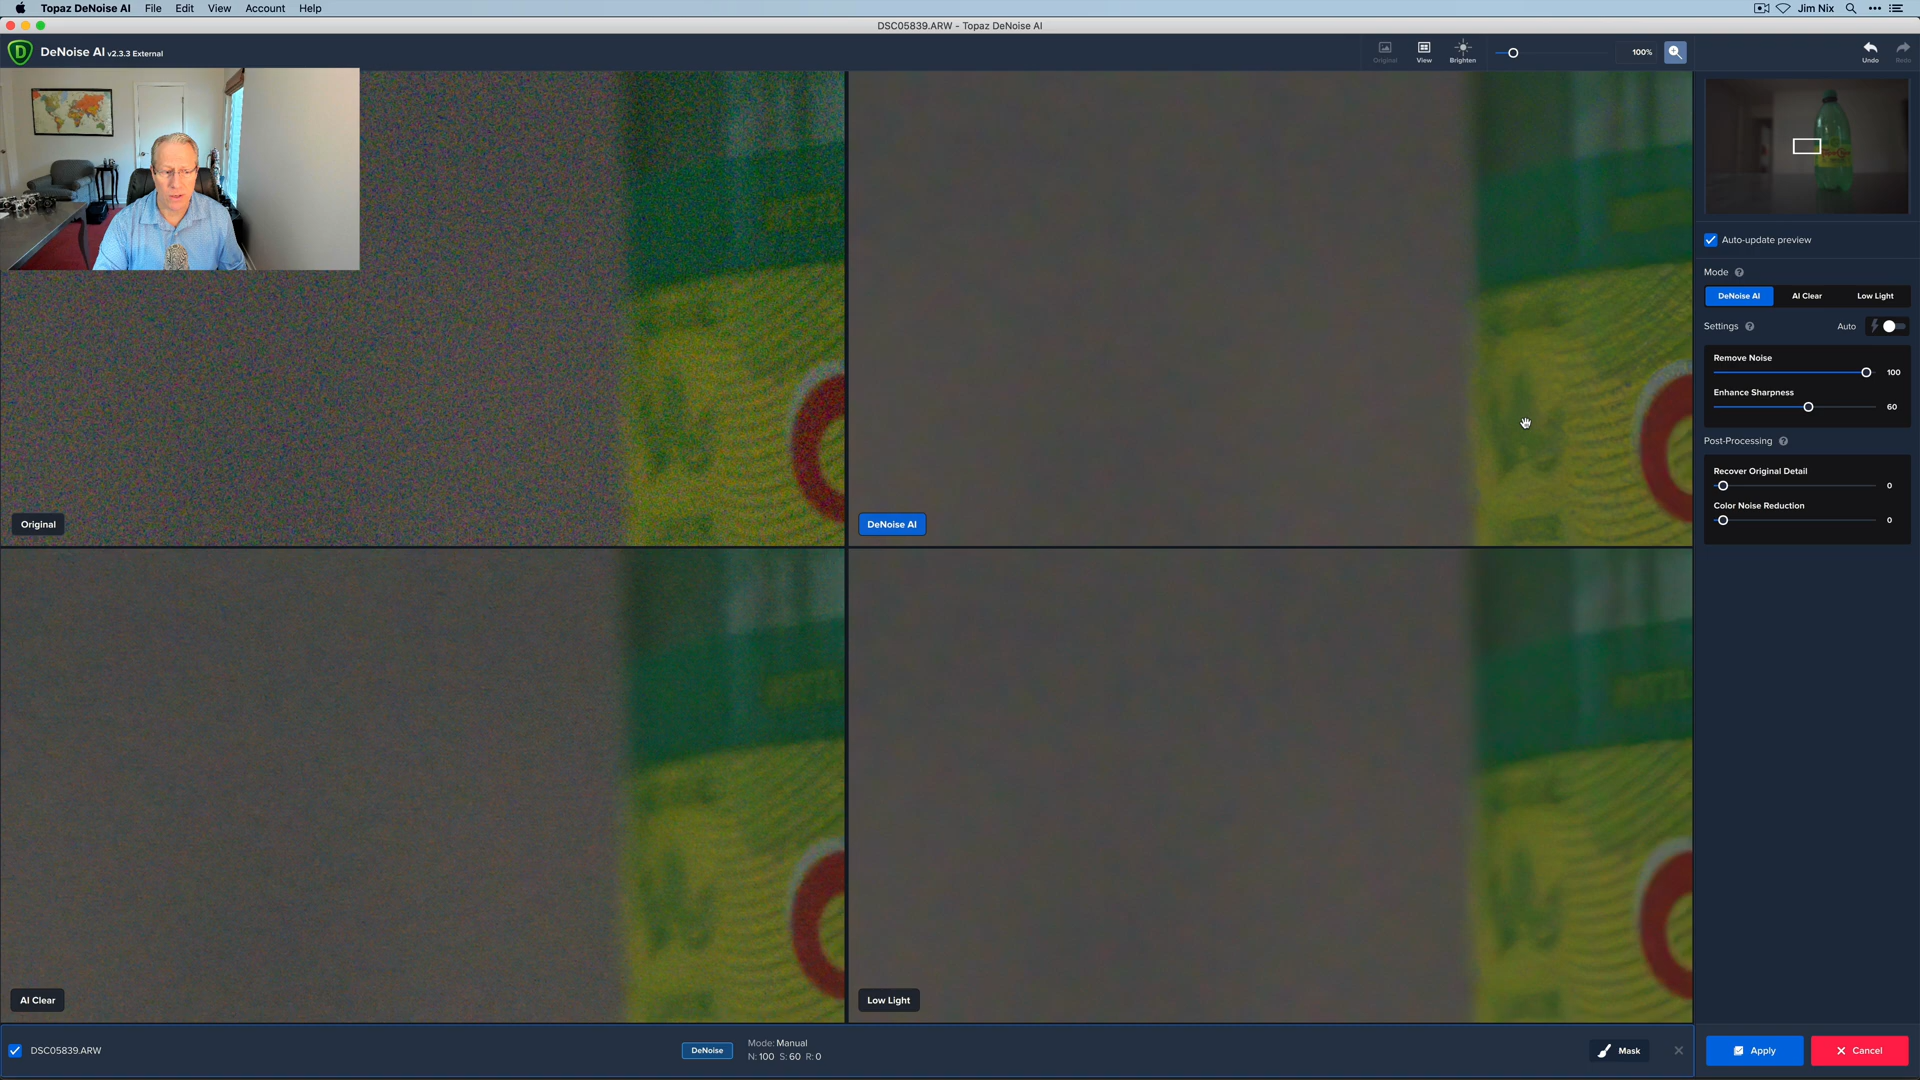 Topaz DeNoise AI File Edit View Account Help Jim Nix
DSC05839.ARW - Topaz DeNoise AI
DeNoise AI v2.3.3 External
Original View Brighten 100% Undo Redo
Auto-update preview
Mode ?
DeNoise AI AI Clear Low Light
Settings ? Auto
Remove Noise
100
Enhance Sharpness
60
Post-Processing ?
Recover Original Detail
0
Color Noise Reduction
0
Original DeNoise AI
AI Clear Low Light
DSC05839.ARW DeNoise Mode: Manual
N: 100 S: 60 R: 0
Mask Apply Cancel